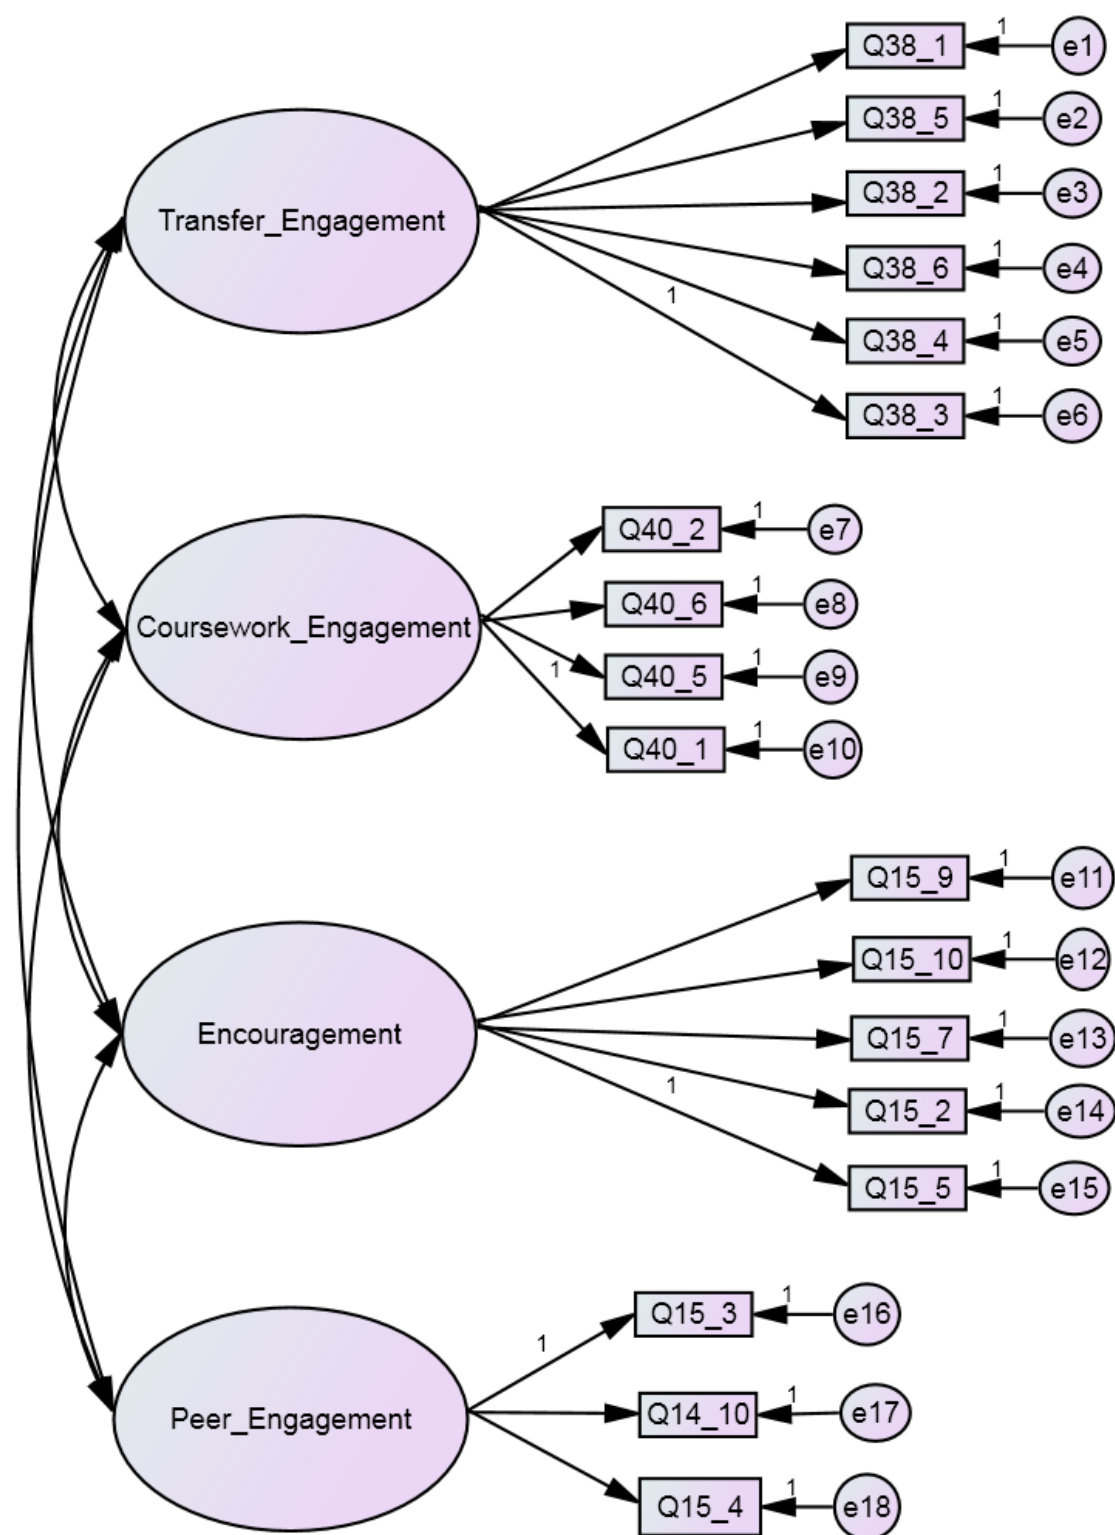 Q38_1 1 e1
Q38_5 1 e2
Transfer_Engagement
Q38_2 1 e3
Q38_6 1 e4
1
Q38_4 1 e5
Q38_3 1 e6
Q40_2 1 e7
Q40_6 1 e8
Coursework_Engagement
1
Q40_5 1 e9
Q40_1 1 e10
Q15_9 1 e11
Q15_10 1 e12
Encouragement
Q15_7 1 e13
1
Q15_2 1 e14
Q15_5 1 e15
1
Q15_3 1 e16
Peer_Engagement
Q14_10 1 e17
Q15_4 1 e18